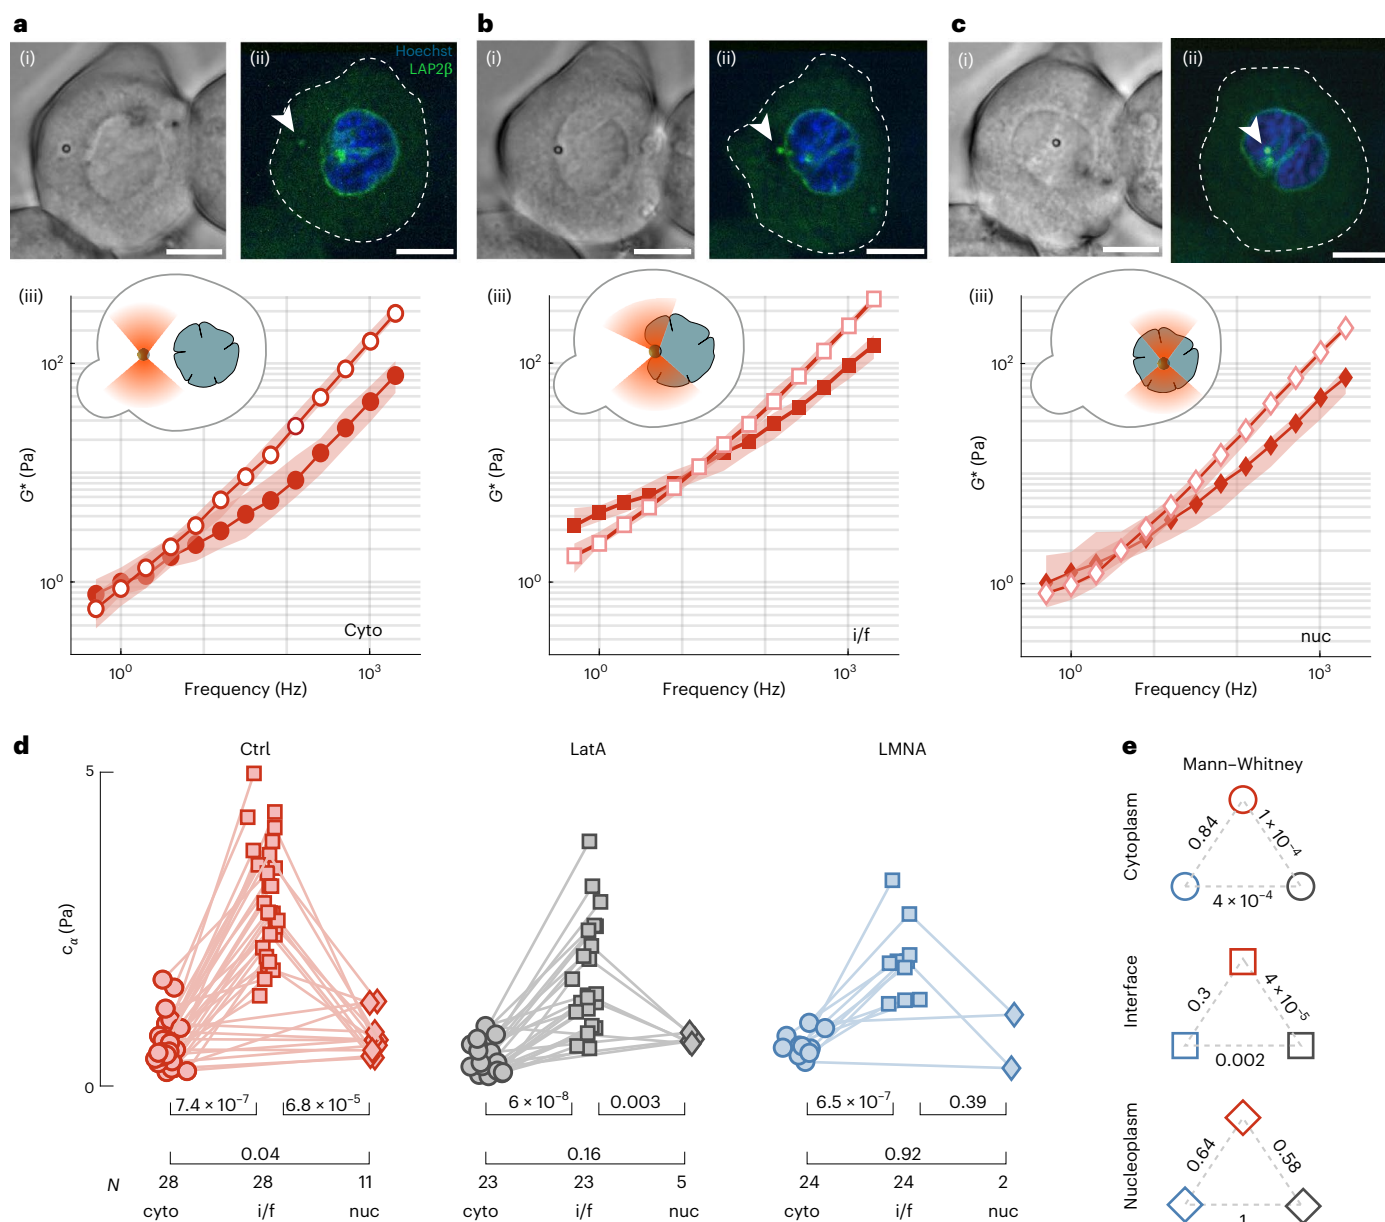 a
b
c
(i)
(ii)
Hoechst
LAP2β
(i)
(ii)
(i)
(ii)
(iii)
10²
10⁰
G* (Pa)
Cyto
10⁰
10³
Frequency (Hz)
(iii)
10²
10⁰
G* (Pa)
i/f
10⁰
10³
Frequency (Hz)
(iii)
10²
10⁰
G* (Pa)
nuc
10⁰
10³
Frequency (Hz)
d
Ctrl
LatA
LMNA
5
0
cα (Pa)
7.4 × 10⁻⁷
6.8 × 10⁻⁵
6 × 10⁻⁸
0.003
6.5 × 10⁻⁷
0.39
0.04
0.16
0.92
N
28
28
11
23
23
5
24
24
2
cyto
i/f
nuc
cyto
i/f
nuc
cyto
i/f
nuc
e
Mann–Whitney
Cytoplasm
0.84
1 × 10⁻⁴
4 × 10⁻⁴
Interface
0.3
4 × 10⁻⁵
0.002
Nucleoplasm
0.64
0.58